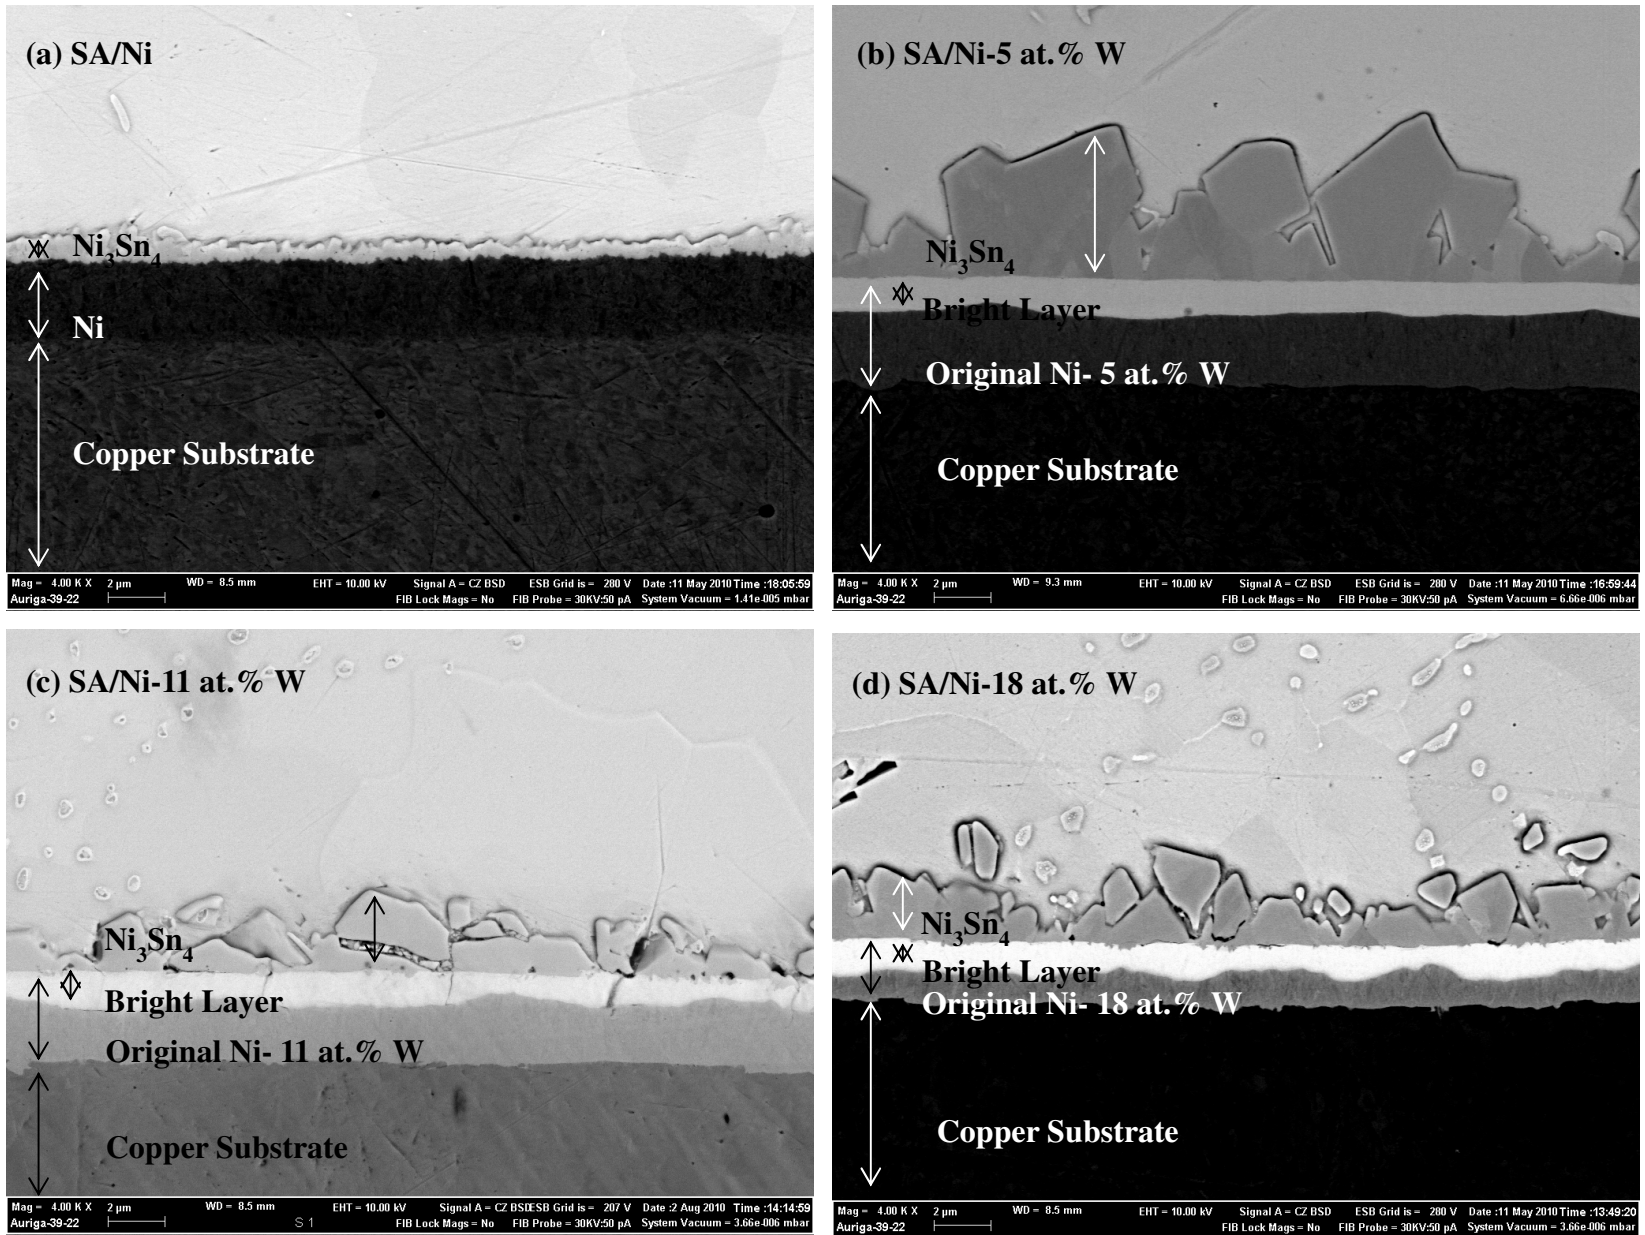 (a) SA/Ni
Ni3Sn4
Ni
Copper Substrate
Mag = 4.00 K X 2 µm WD = 8.5 mm EHT = 10.00 kV Signal A = CZ BSD ESB Grid is = 280 V Date :11 May 2010 Time :18:05:59
Auriga-39-22 FIB Lock Mags = No FIB Probe = 30KV:50 pA System Vacuum = 1.41e-005 mbar
(b) SA/Ni-5 at.% W
Ni3Sn4
Bright Layer
Original Ni- 5 at.% W
Copper Substrate
Mag = 4.00 K X 2 µm WD = 9.3 mm EHT = 10.00 kV Signal A = CZ BSD ESB Grid is = 280 V Date :11 May 2010 Time :16:59:44
Auriga-39-22 FIB Lock Mags = No FIB Probe = 30KV:50 pA System Vacuum = 6.66e-006 mbar
(c) SA/Ni-11 at.% W
Ni3Sn4
Bright Layer
Original Ni- 11 at.% W
Copper Substrate
Mag = 4.00 K X 2 µm WD = 8.5 mm EHT = 10.00 kV Signal A = CZ BSD ESB Grid is = 207 V Date :2 Aug 2010 Time :14:14:59
Auriga-39-22 S 1 FIB Lock Mags = No FIB Probe = 30KV:50 pA System Vacuum = 3.66e-006 mbar
(d) SA/Ni-18 at.% W
Ni3Sn4
Bright Layer
Original Ni- 18 at.% W
Copper Substrate
Mag = 4.00 K X 2 µm WD = 8.5 mm EHT = 10.00 kV Signal A = CZ BSD ESB Grid is = 280 V Date :11 May 2010 Time :13:49:20
Auriga-39-22 FIB Lock Mags = No FIB Probe = 30KV:50 pA System Vacuum = 3.66e-006 mbar